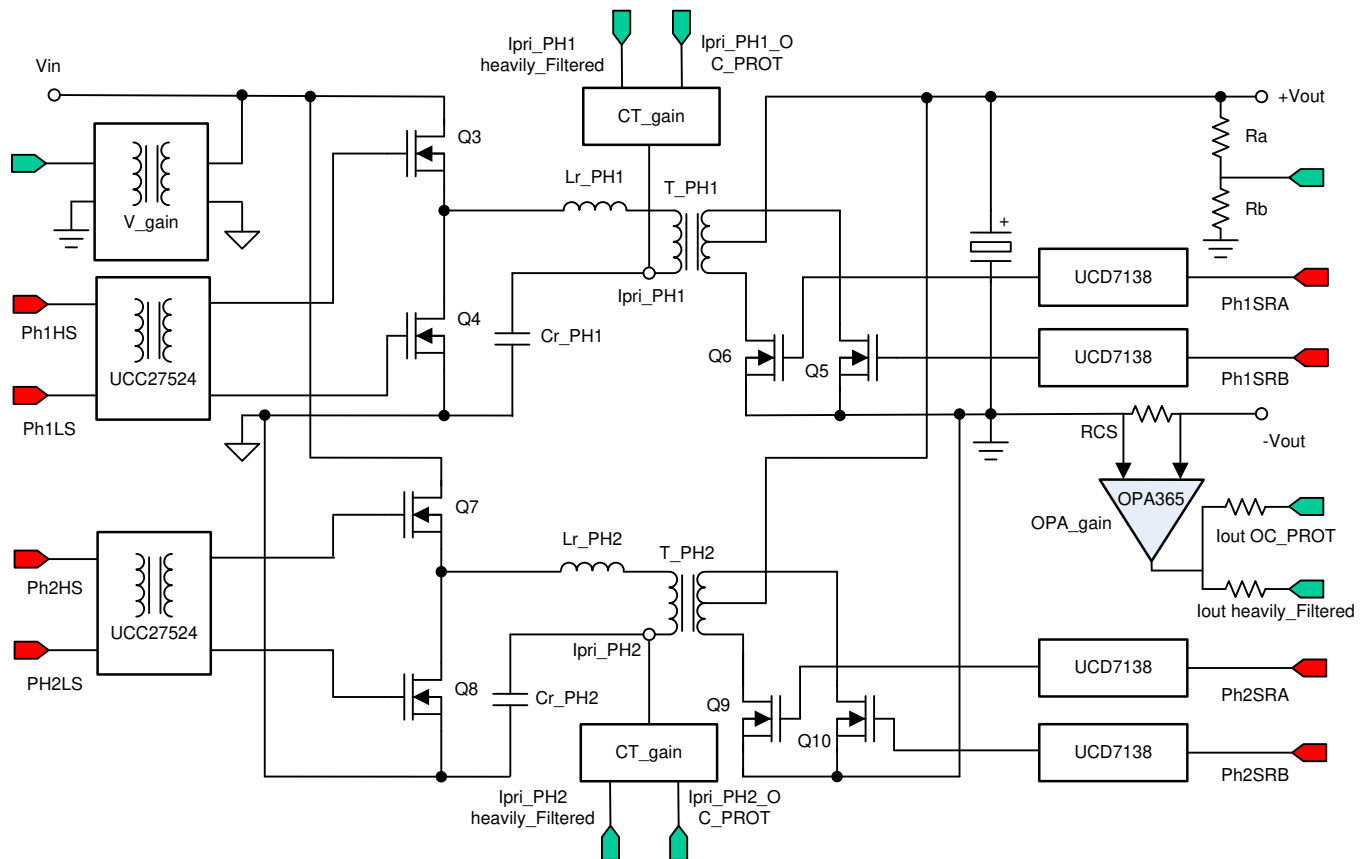 Ipri_PH1
heavily_Filtered
Ipri_PH1_O
C_PROT
Vin
CT_gain
+Vout
Q3
Ra
Lr_PH1
T_PH1
V_gain
Rb
+
UCD7138
Ph1SRA
Ipri_PH1
Ph1HS
Q4
Cr_PH1
Q6
Q5
UCD7138
Ph1SRB
UCC27524
Ph1LS
RCS
-Vout
OPA365
OPA_gain
Q7
Iout OC_PROT
Lr_PH2
T_PH2
Ph2HS
Iout heavily_Filtered
UCC27524
Ipri_PH2
PH2LS
UCD7138
Ph2SRA
Q8
Cr_PH2
Q9
Q10
UCD7138
Ph2SRB
CT_gain
Ipri_PH2
heavily_Filtered
Ipri_PH2_O
C_PROT